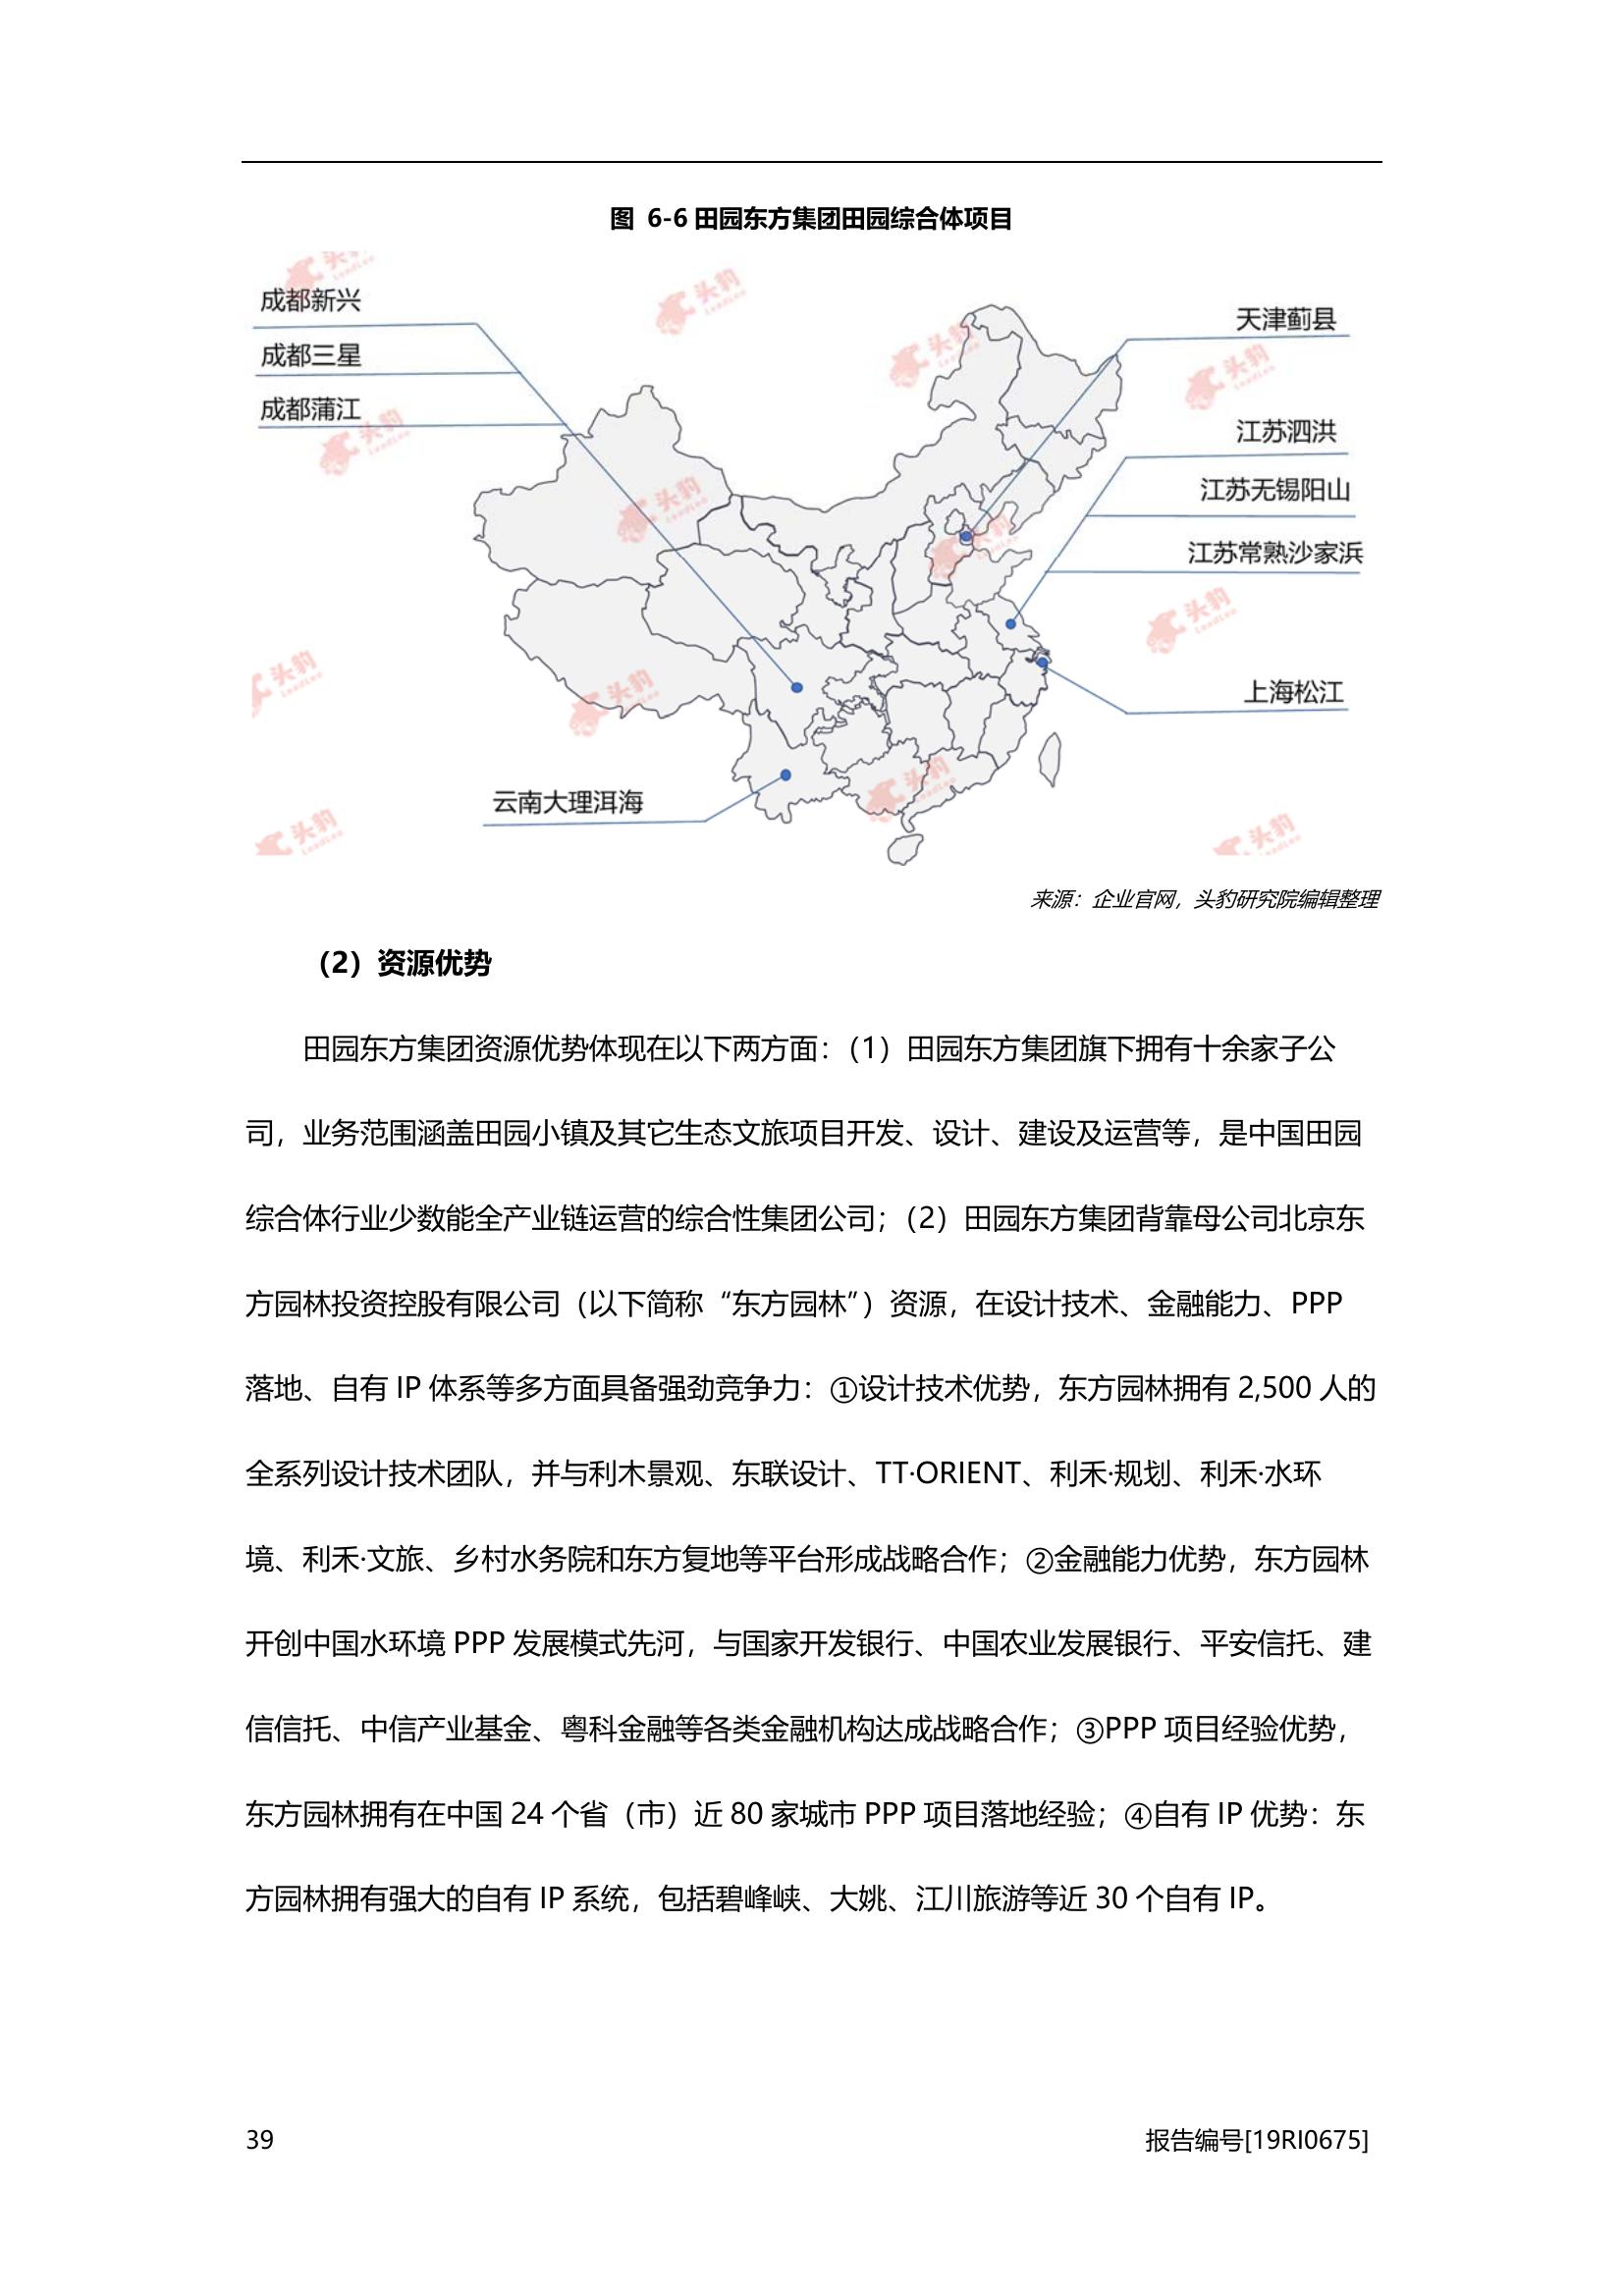 图 6-6 田园东方集团田园综合体项目
成都新兴
成都三星
成都蒲江
天津蓟县
江苏泗洪
江苏无锡阳山
江苏常熟沙家浜
上海松江
云南大理洱海
头豹
LeadLeo
来源：企业官网，头豹研究院编辑整理
（2）资源优势
田园东方集团资源优势体现在以下两方面：（1）田园东方集团旗下拥有十余家子公
司，业务范围涵盖田园小镇及其它生态文旅项目开发、设计、建设及运营等，是中国田园
综合体行业少数能全产业链运营的综合性集团公司；（2）田园东方集团背靠母公司北京东
方园林投资控股有限公司（以下简称“东方园林”）资源，在设计技术、金融能力、PPP
落地、自有 IP 体系等多方面具备强劲竞争力：①设计技术优势，东方园林拥有 2,500 人的
全系列设计技术团队，并与利木景观、东联设计、TT·ORIENT、利禾·规划、利禾·水环
境、利禾·文旅、乡村水务院和东方复地等平台形成战略合作；②金融能力优势，东方园林
开创中国水环境 PPP 发展模式先河，与国家开发银行、中国农业发展银行、平安信托、建
信信托、中信产业基金、粤科金融等各类金融机构达成战略合作；③PPP 项目经验优势，
东方园林拥有在中国 24 个省（市）近 80 家城市 PPP 项目落地经验；④自有 IP 优势：东
方园林拥有强大的自有 IP 系统，包括碧峰峡、大姚、江川旅游等近 30 个自有 IP。
39
报告编号[19RI0675]